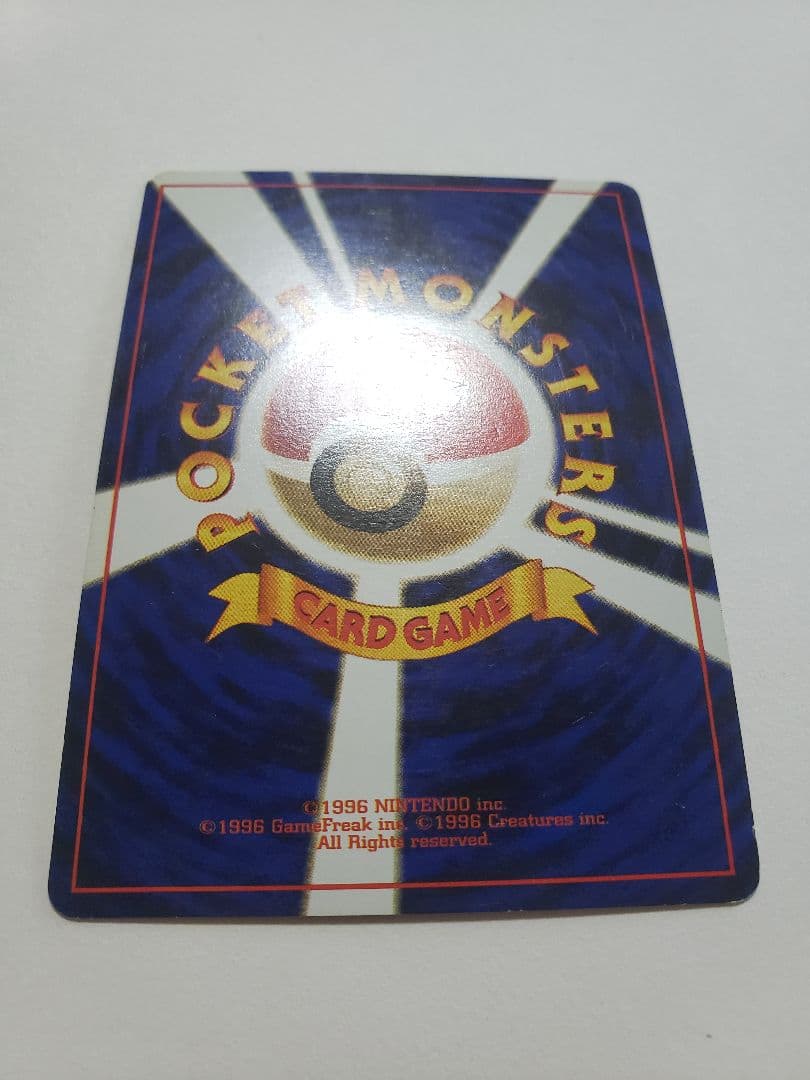 POCKET MONSTERS
CARD GAME
©1996 NINTENDO inc.
©1996 GameFreak inc. ©1996 Creatures inc.
All Rights reserved.